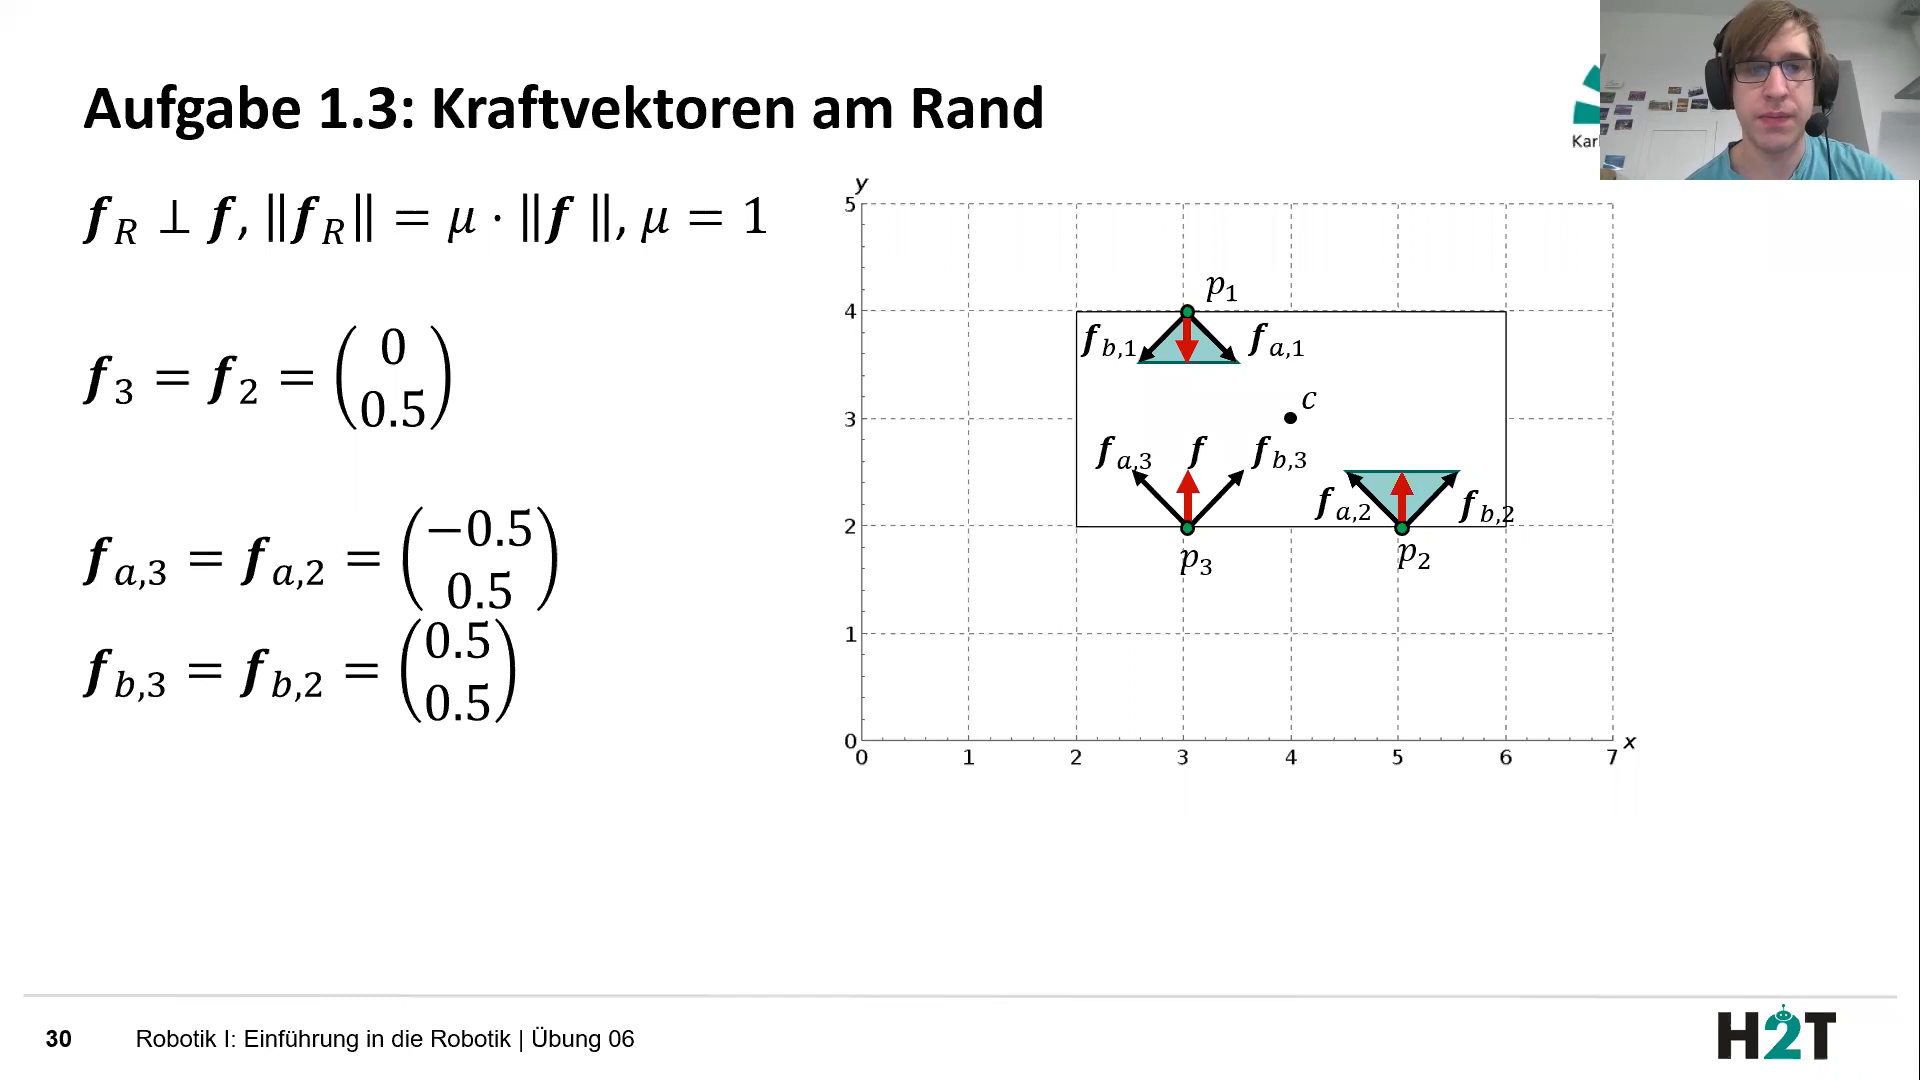 Aufgabe 1.3: Kraftvektoren am Rand
Karl
f_R ⊥ f, ‖f_R‖ = μ · ‖f ‖, μ = 1
f_3 = f_2 = (0 0.5)
f_a,3 = f_a,2 = (−0.5 0.5)
f_b,3 = f_b,2 = (0.5 0.5)
y
5
4
3
2
1
0
0 1 2 3 4 5 6 7 x
p_1
f_b,1 f_a,1
c
f_a,3 f f_b,3
f_a,2 f_b,2
p_3 p_2
30 Robotik I: Einführung in die Robotik | Übung 06
H2T